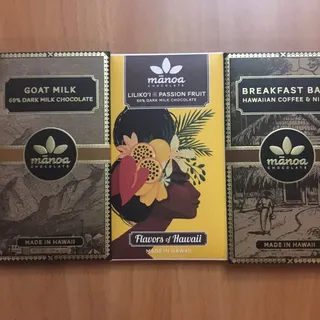 GOAT MILK
69% DARK MILK CHOCOLATE
mānoa
CHOCOLATE
MADE IN HAWAII
mānoa
CHOCOLATE
LILIKO'I PASSION FRUIT
60% DARK MILK CHOCOLATE
Flavors of Hawaii
MADE IN HAWAII
BREAKFAST BA
HAWAIIAN COFFEE & NI
mānoa
CHOCOLATE
MADE IN HAWAII